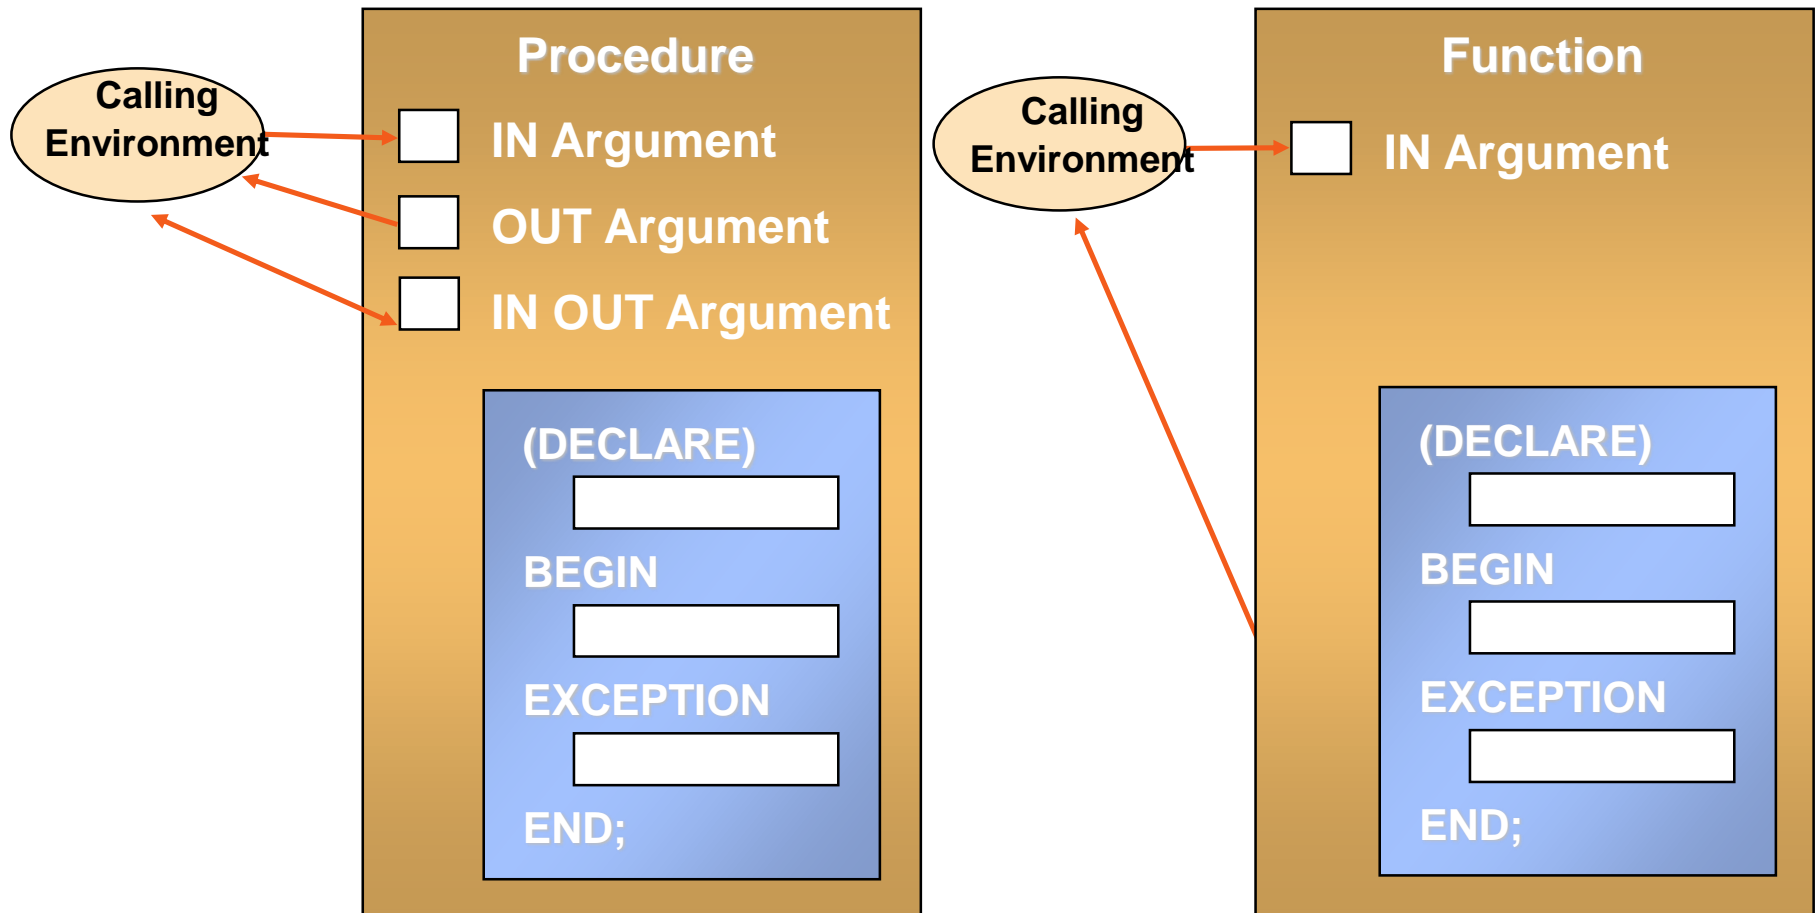 Procedure
Calling
Environment
IN Argument
OUT Argument
IN OUT Argument
(DECLARE)
BEGIN
EXCEPTION
END;
Function
Calling
Environment
IN Argument
(DECLARE)
BEGIN
EXCEPTION
END;